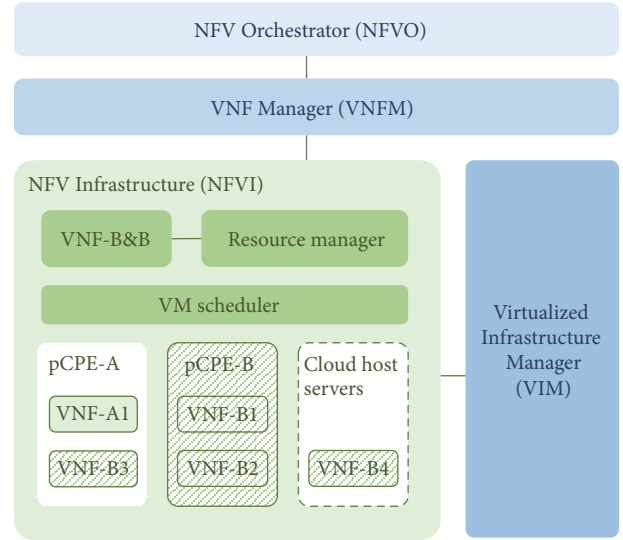 NFV Orchestrator (NFVO)
VNF Manager (VNFM)
NFV Infrastructure (NFVI)
VNF-B&B
Resource manager
VM scheduler
pCPE-A
VNF-A1
VNF-B3
pCPE-B
VNF-B1
VNF-B2
Cloud host
servers
VNF-B4
Virtualized
Infrastructure
Manager
(VIM)